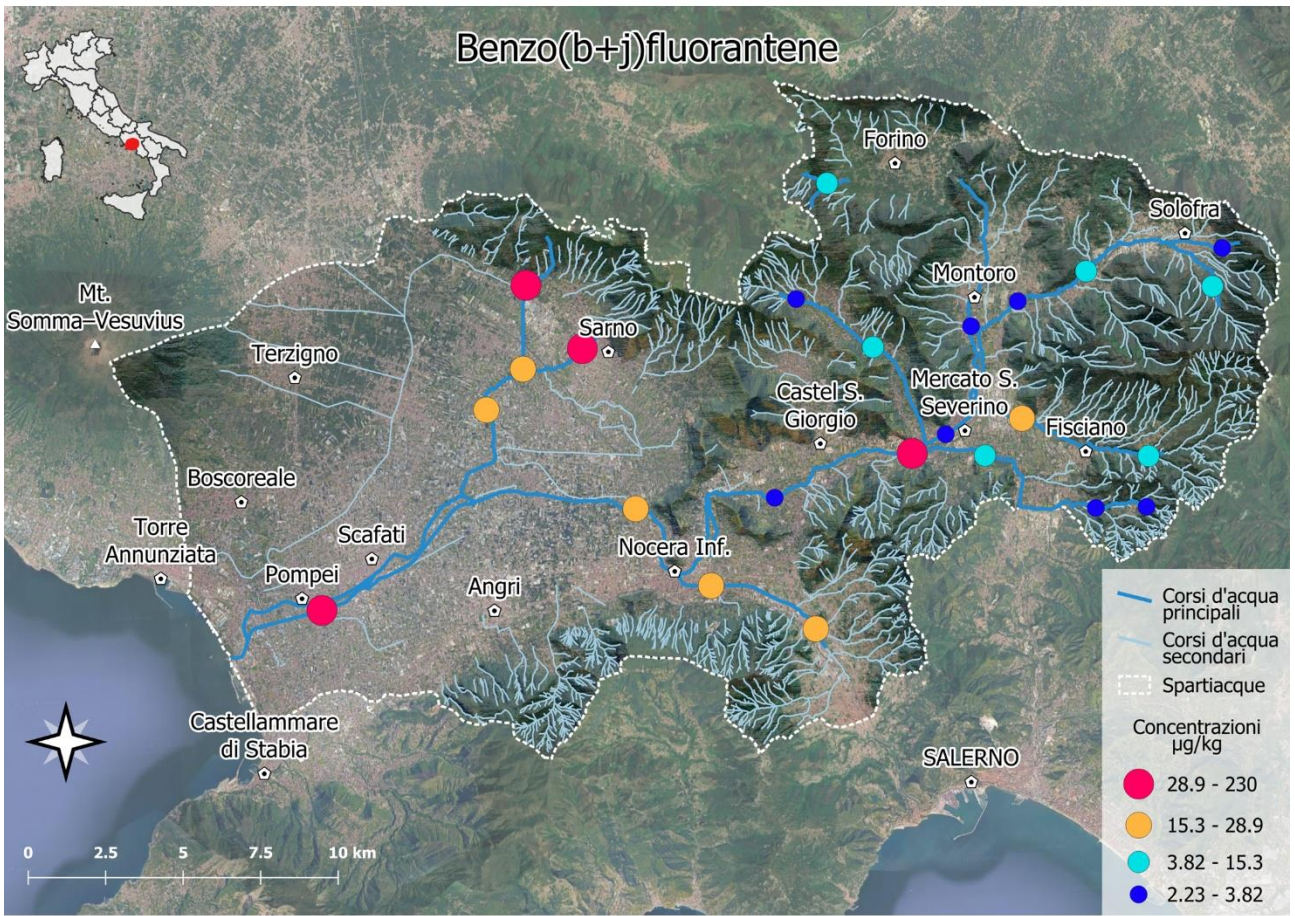 Benzo(b+j)fluorantene
Forino
Solofra
Montoro
Mt.
Somma–Vesuvius
Terzigno
Sarno
Castel S.
Giorgio
Mercato S.
Severino
Fisciano
Boscoreale
Torre
Annunziata
Scafati
Pompei
Nocera Inf.
Angri
Castellammare
di Stabia
SALERNO
Corsi d'acqua
principali
Corsi d'acqua
secondari
Spartiacque
Concentrazioni
µg/kg
28.9 - 230
15.3 - 28.9
3.82 - 15.3
2.23 - 3.82
0 2.5 5 7.5 10 km